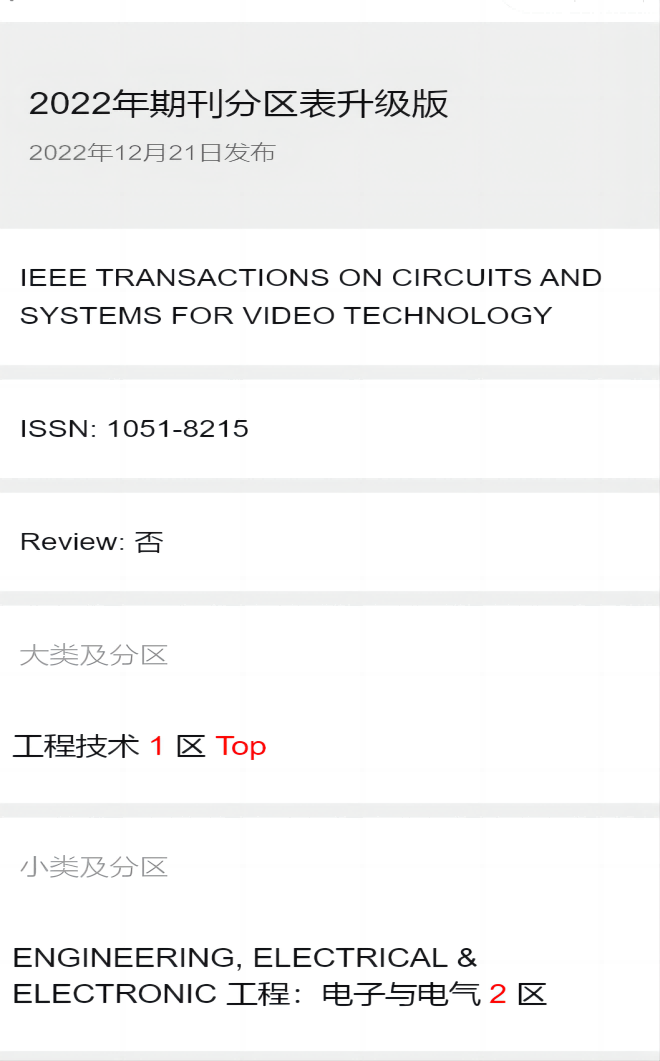 2022年期刊分区表升级版
2022年12月21日发布
IEEE TRANSACTIONS ON CIRCUITS AND
SYSTEMS FOR VIDEO TECHNOLOGY
ISSN: 1051-8215
Review: 否
大类及分区
工程技术 1 区 Top
小类及分区
ENGINEERING, ELECTRICAL &
ELECTRONIC 工程：电子与电气 2 区